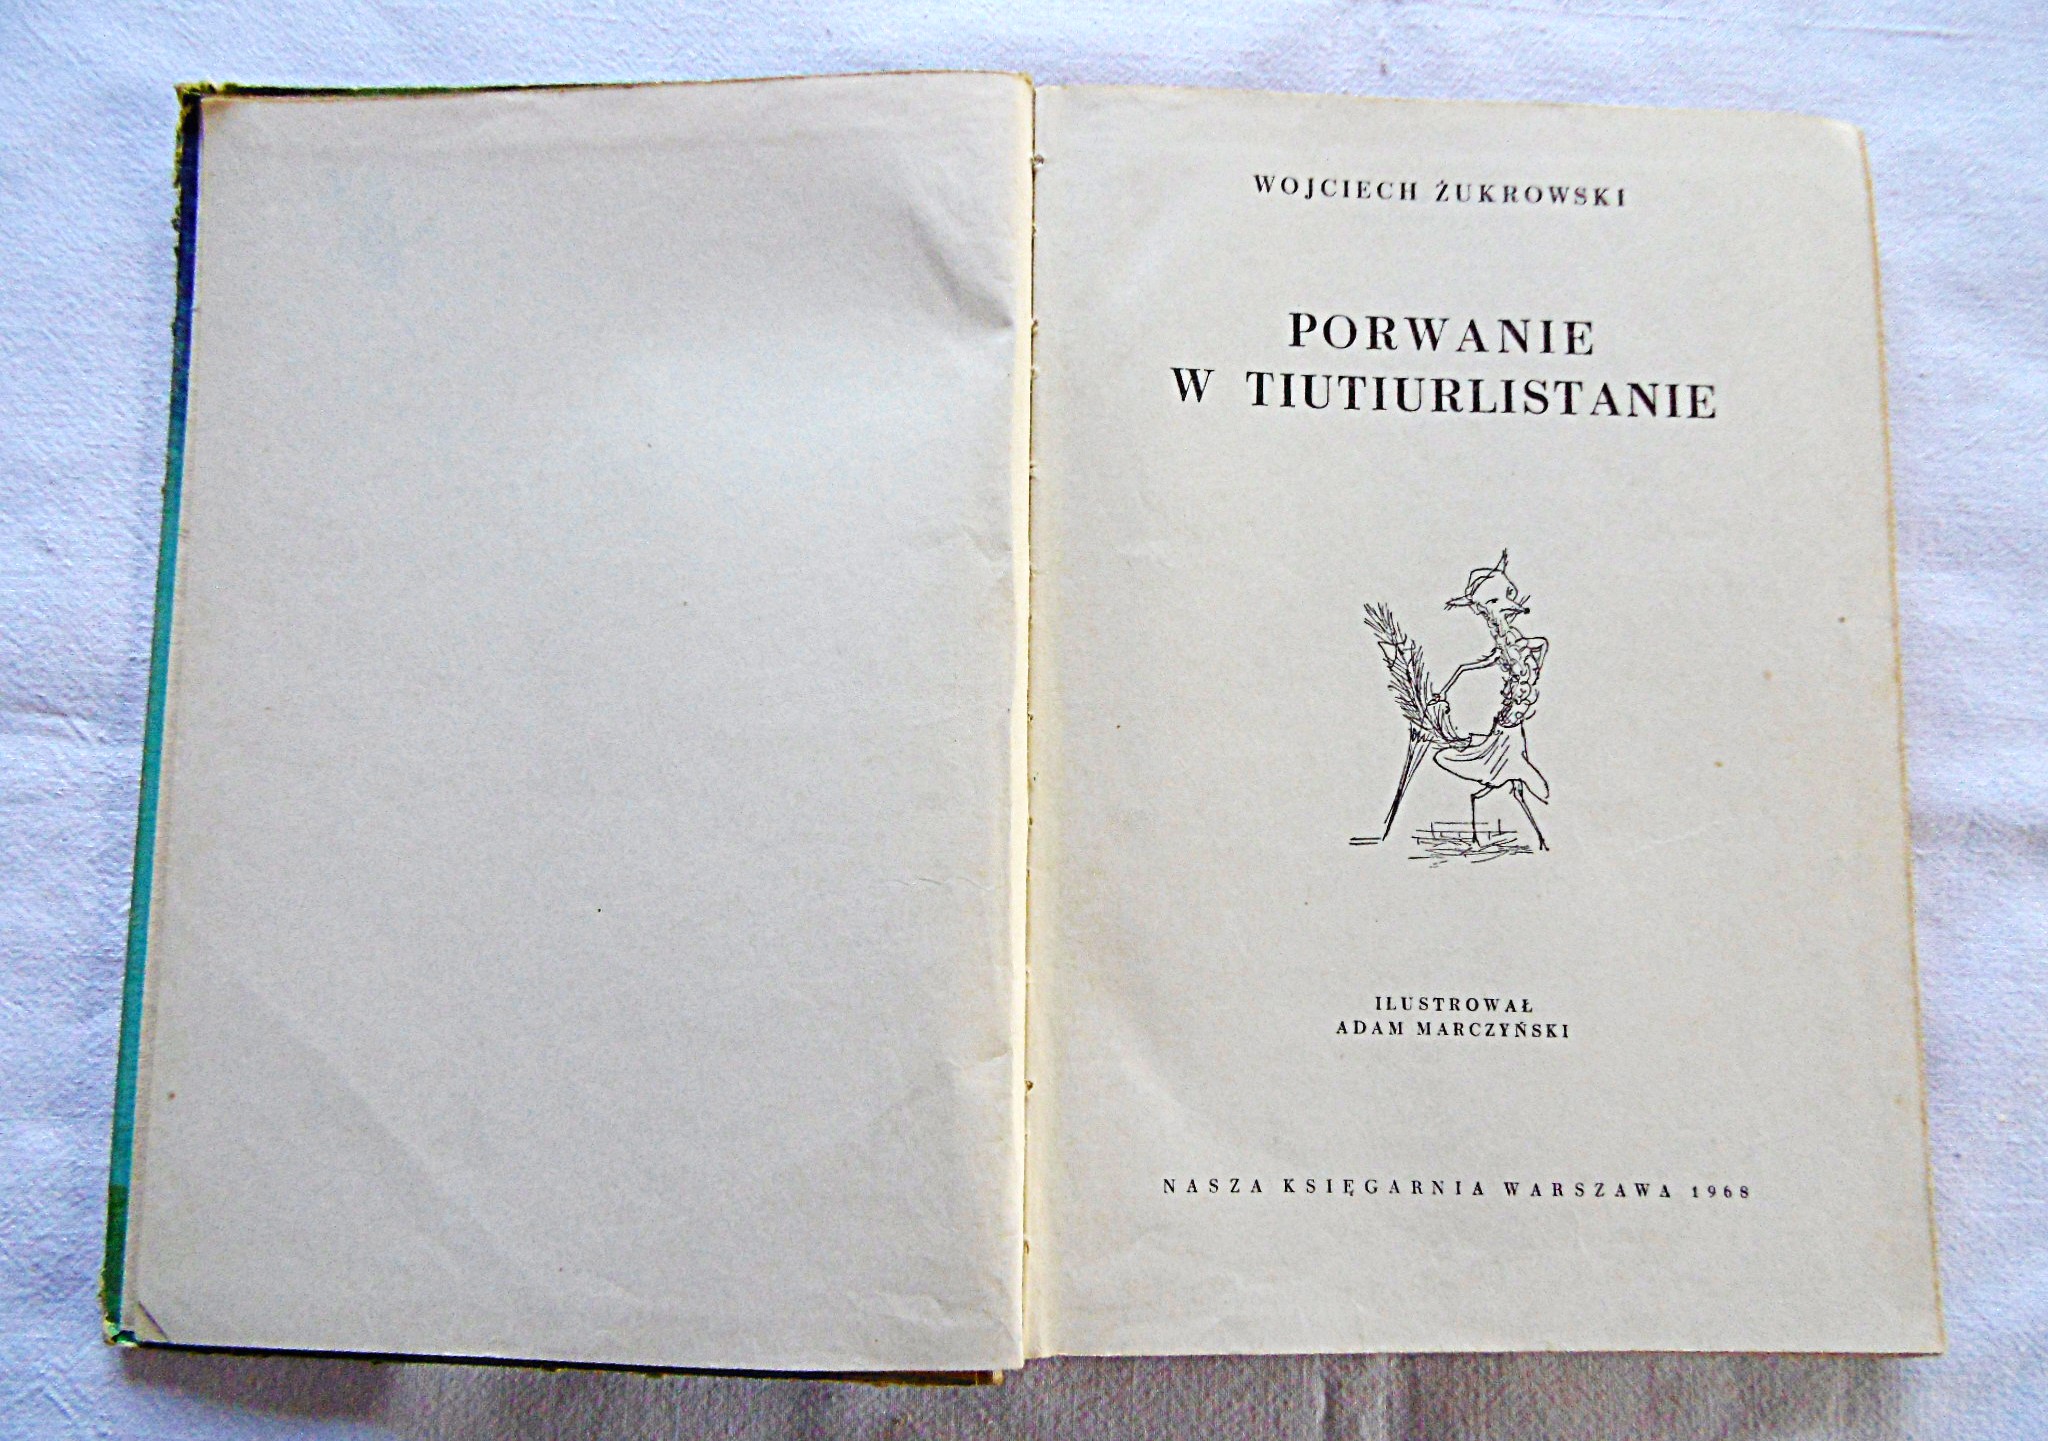 WOJCIECH ŻUKROWSKI
PORWANIE
W TIUTIURLISTANIE
ILUSTROWAŁ
ADAM MARCZYŃSKI
NASZA KSIĘGARNIA WARSZAWA 1968